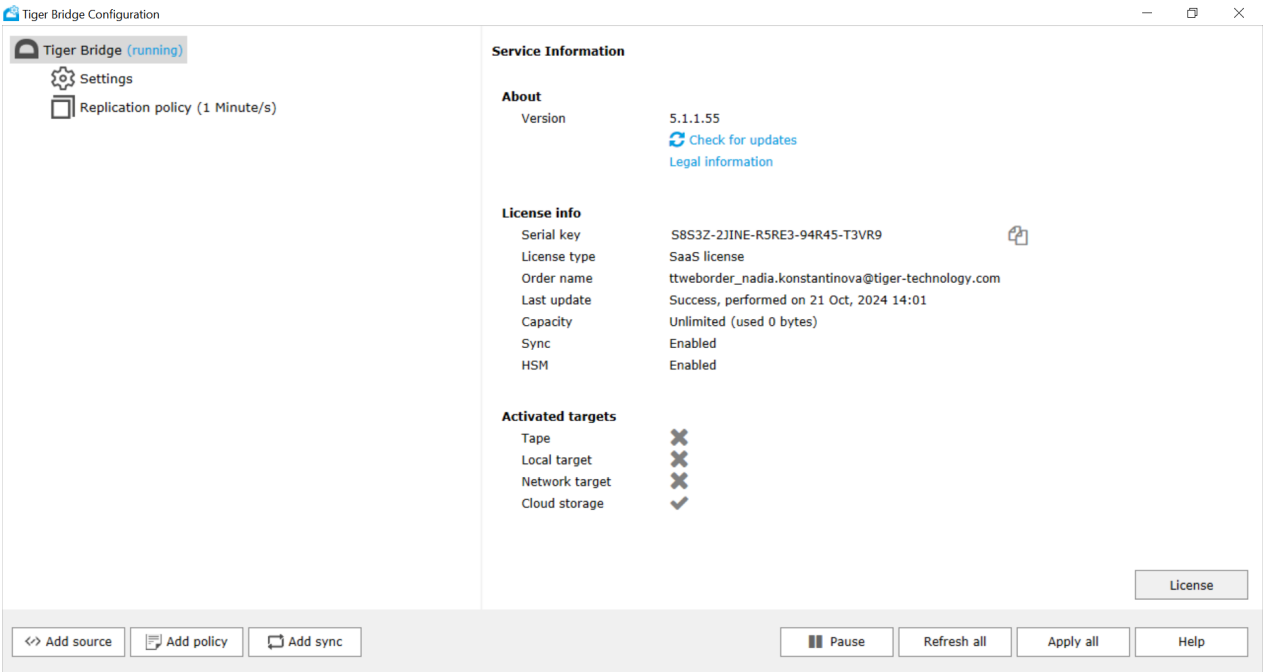 Tiger Bridge Configuration
Tiger Bridge (running)
Settings
Replication policy (1 Minute/s)
Service Information
About
Version 5.1.1.55
Check for updates
Legal information
License info
Serial key S8S3Z-2JINE-R5RE3-94R45-T3VR9
License type SaaS license
Order name ttweborder_nadia.konstantinova@tiger-technology.com
Last update Success, performed on 21 Oct, 2024 14:01
Capacity Unlimited (used 0 bytes)
Sync Enabled
HSM Enabled
Activated targets
Tape
Local target
Network target
Cloud storage
License
Add source Add policy Add sync Pause Refresh all Apply all Help